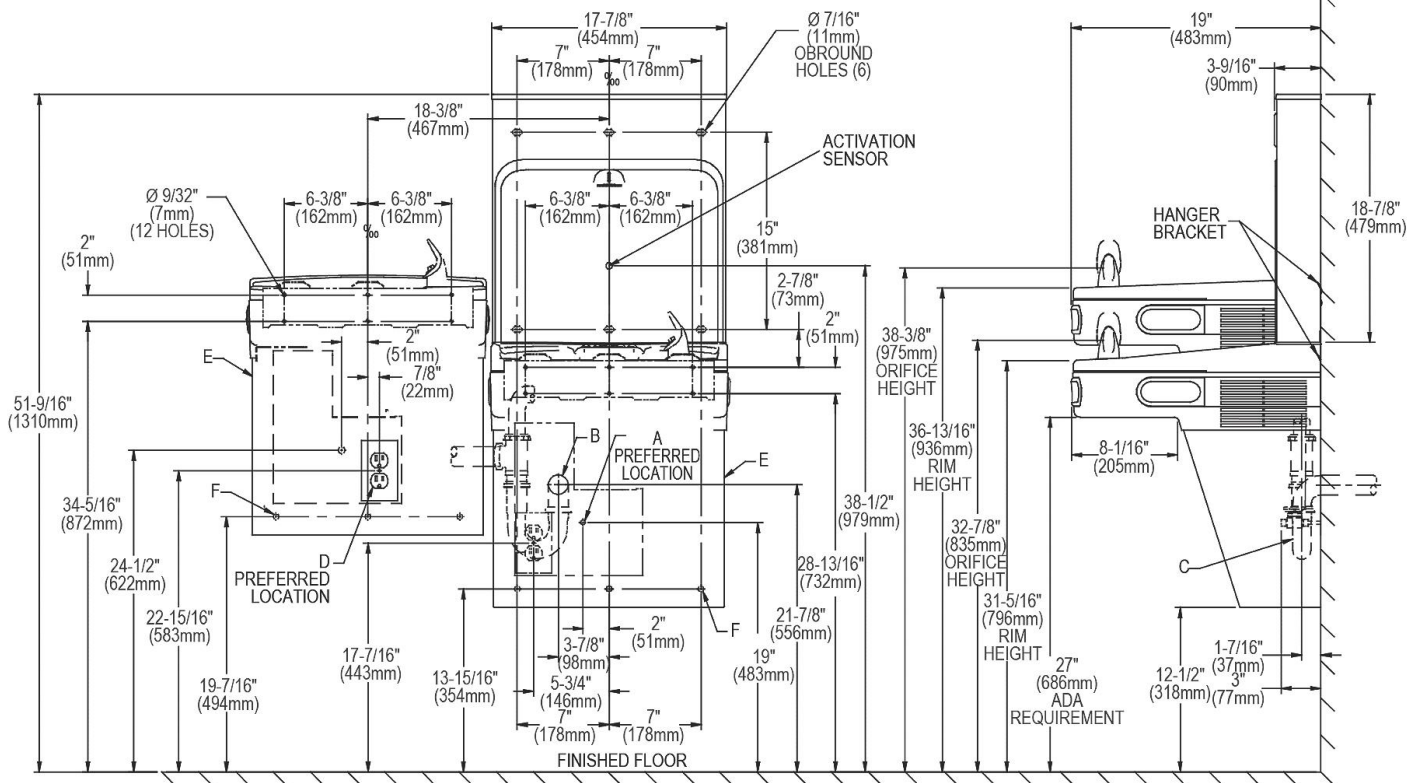 17-7/8"
(454mm)
7"
(178mm)
7"
(178mm)
Ø 7/16"
(11mm)
OBROUND
HOLES (6)
19"
(483mm)
3-9/16"
(90mm)
18-3/8"
(467mm)
ACTIVATION
SENSOR
Ø 9/32"
(7mm)
(12 HOLES)
6-3/8"
(162mm)
6-3/8"
(162mm)
6-3/8"
(162mm)
6-3/8"
(162mm)
15"
(381mm)
HANGER
BRACKET
18-7/8"
(479mm)
2"
(51mm)
2-7/8"
(73mm)
2"
(51mm)
38-3/8"
(975mm)
ORIFICE
HEIGHT
E
2"
(51mm)
7/8"
(22mm)
51-9/16"
(1310mm)
B
A
PREFERRED
LOCATION
E
36-13/16"
(936mm)
RIM
HEIGHT
8-1/16"
(205mm)
F
34-5/16"
(872mm)
38-1/2"
(979mm)
32-7/8"
(835mm)
ORIFICE
HEIGHT
24-1/2"
(622mm)
D
PREFERRED
LOCATION
28-13/16"
(732mm)
C
22-15/16"
(583mm)
21-7/8"
(556mm)
31-5/16"
(796mm)
RIM
HEIGHT
F
2"
(51mm)
3-7/8"
(98mm)
17-7/16"
(443mm)
13-15/16"
(354mm)
19"
(483mm)
27"
(686mm)
ADA
REQUIREMENT
12-1/2"
(318mm)
1-7/16"
(37mm)
3"
(77mm)
19-7/16"
(494mm)
5-3/4"
(146mm)
7"
(178mm)
7"
(178mm)
FINISHED FLOOR